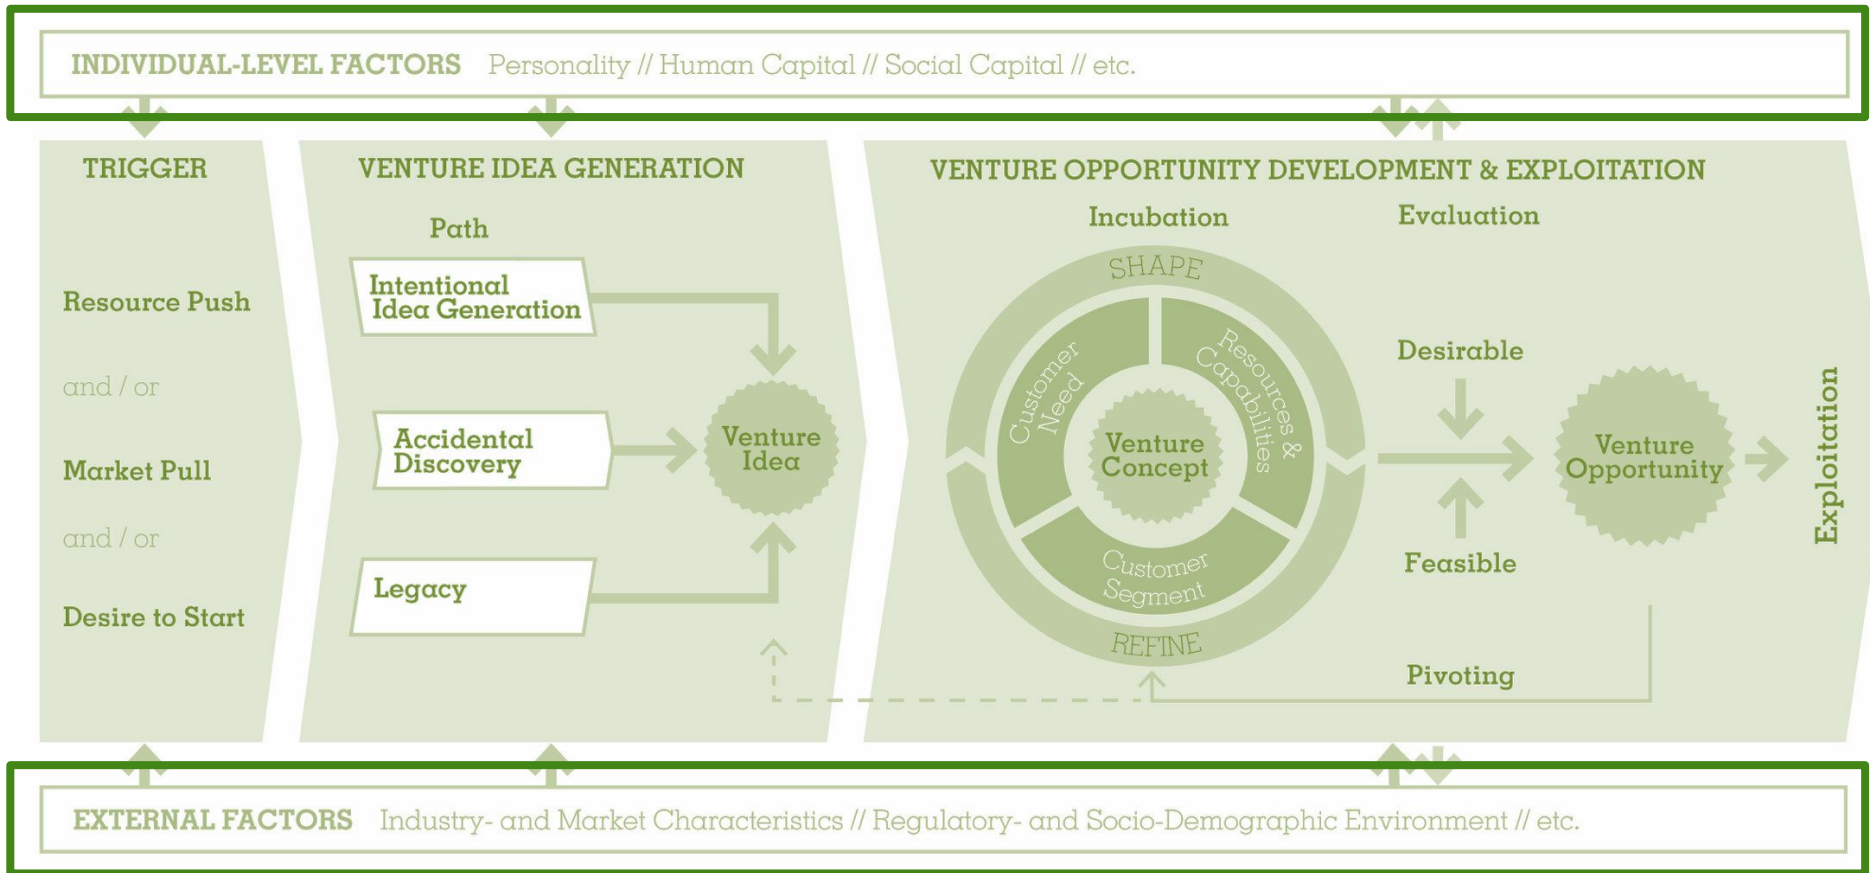 INDIVIDUAL-LEVEL FACTORS Personality // Human Capital // Social Capital // etc.
TRIGGER
Resource Push
and / or
Market Pull
and / or
Desire to Start
VENTURE IDEA GENERATION
Path
Intentional
Idea Generation
Accidental
Discovery
Legacy
Venture
Idea
VENTURE OPPORTUNITY DEVELOPMENT & EXPLOITATION
Incubation
SHAPE
Customer
Need
Resources &
Capabilities
Venture
Concept
Customer
Segment
REFINE
Evaluation
Desirable
Feasible
Venture
Opportunity
Pivoting
Exploitation
EXTERNAL FACTORS Industry- and Market Characteristics // Regulatory- and Socio-Demographic Environment // etc.